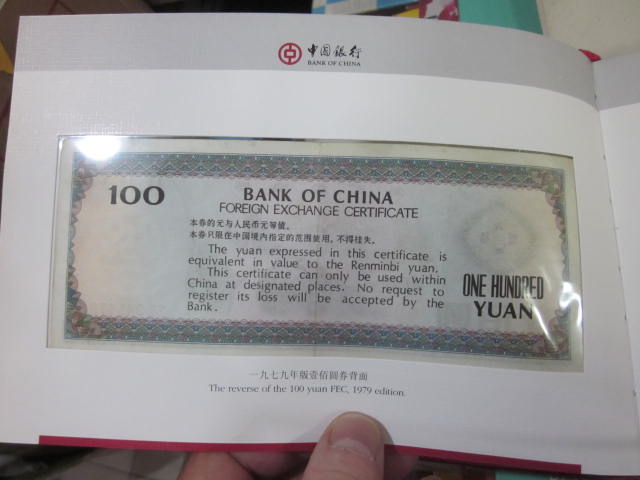 中国银行
BANK OF CHINA
100
BANK OF CHINA
FOREIGN EXCHANGE CERTIFICATE
本券的元与人民币元等值。
本券只限在中国境内指定的范围使用，不得挂失。
The yuan expressed in this certificate is
equivalent in value to the Renminbi yuan.
This certificate can only be used within
China at designated places. No request to
register its loss will be accepted by the
Bank.
ONE HUNDRED
YUAN
一九七九年版壹佰圆券背面
The reverse of the 100 yuan FEC, 1979 edition.